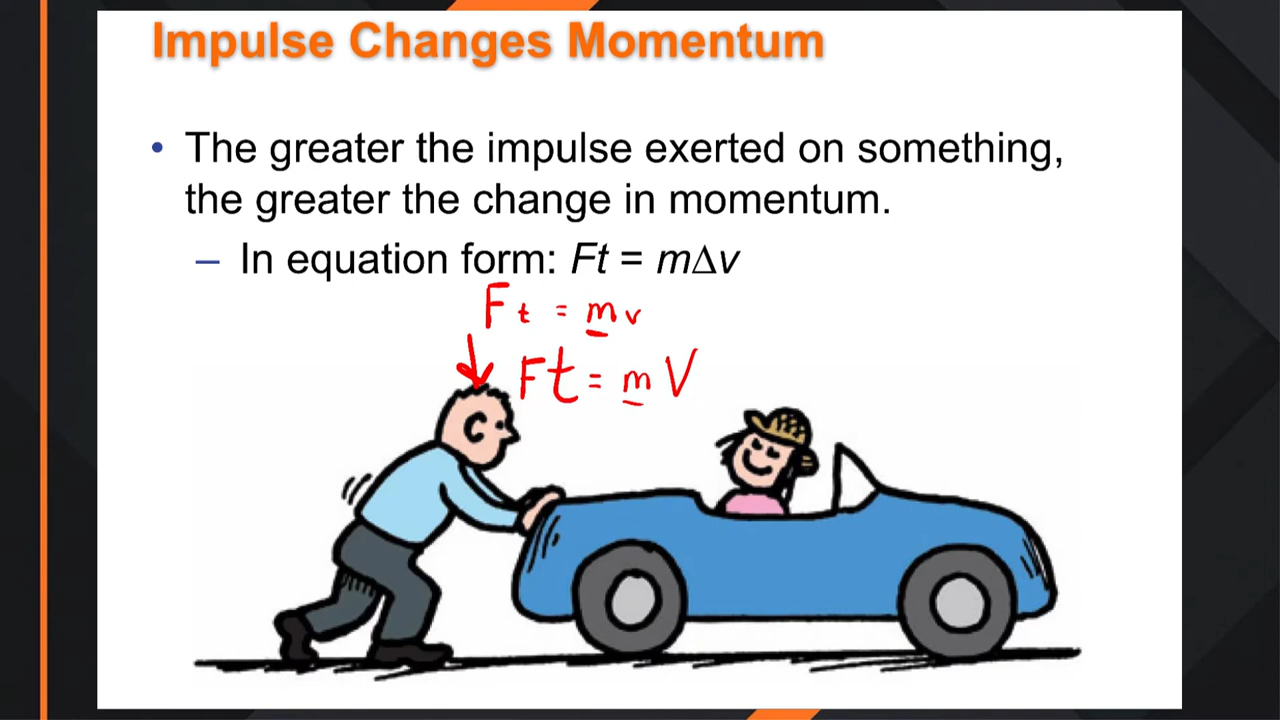 Impulse Changes Momentum
• The greater the impulse exerted on something,
the greater the change in momentum.
– In equation form: Ft = m∆v
Ft = mv
Ft = mV